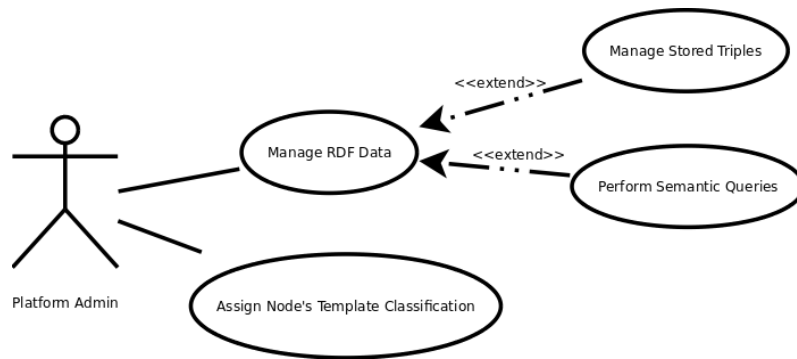 Manage Stored Triples
<<extend>>
Manage RDF Data
<<extend>>
Perform Semantic Queries
Platform Admin
Assign Node's Template Classification